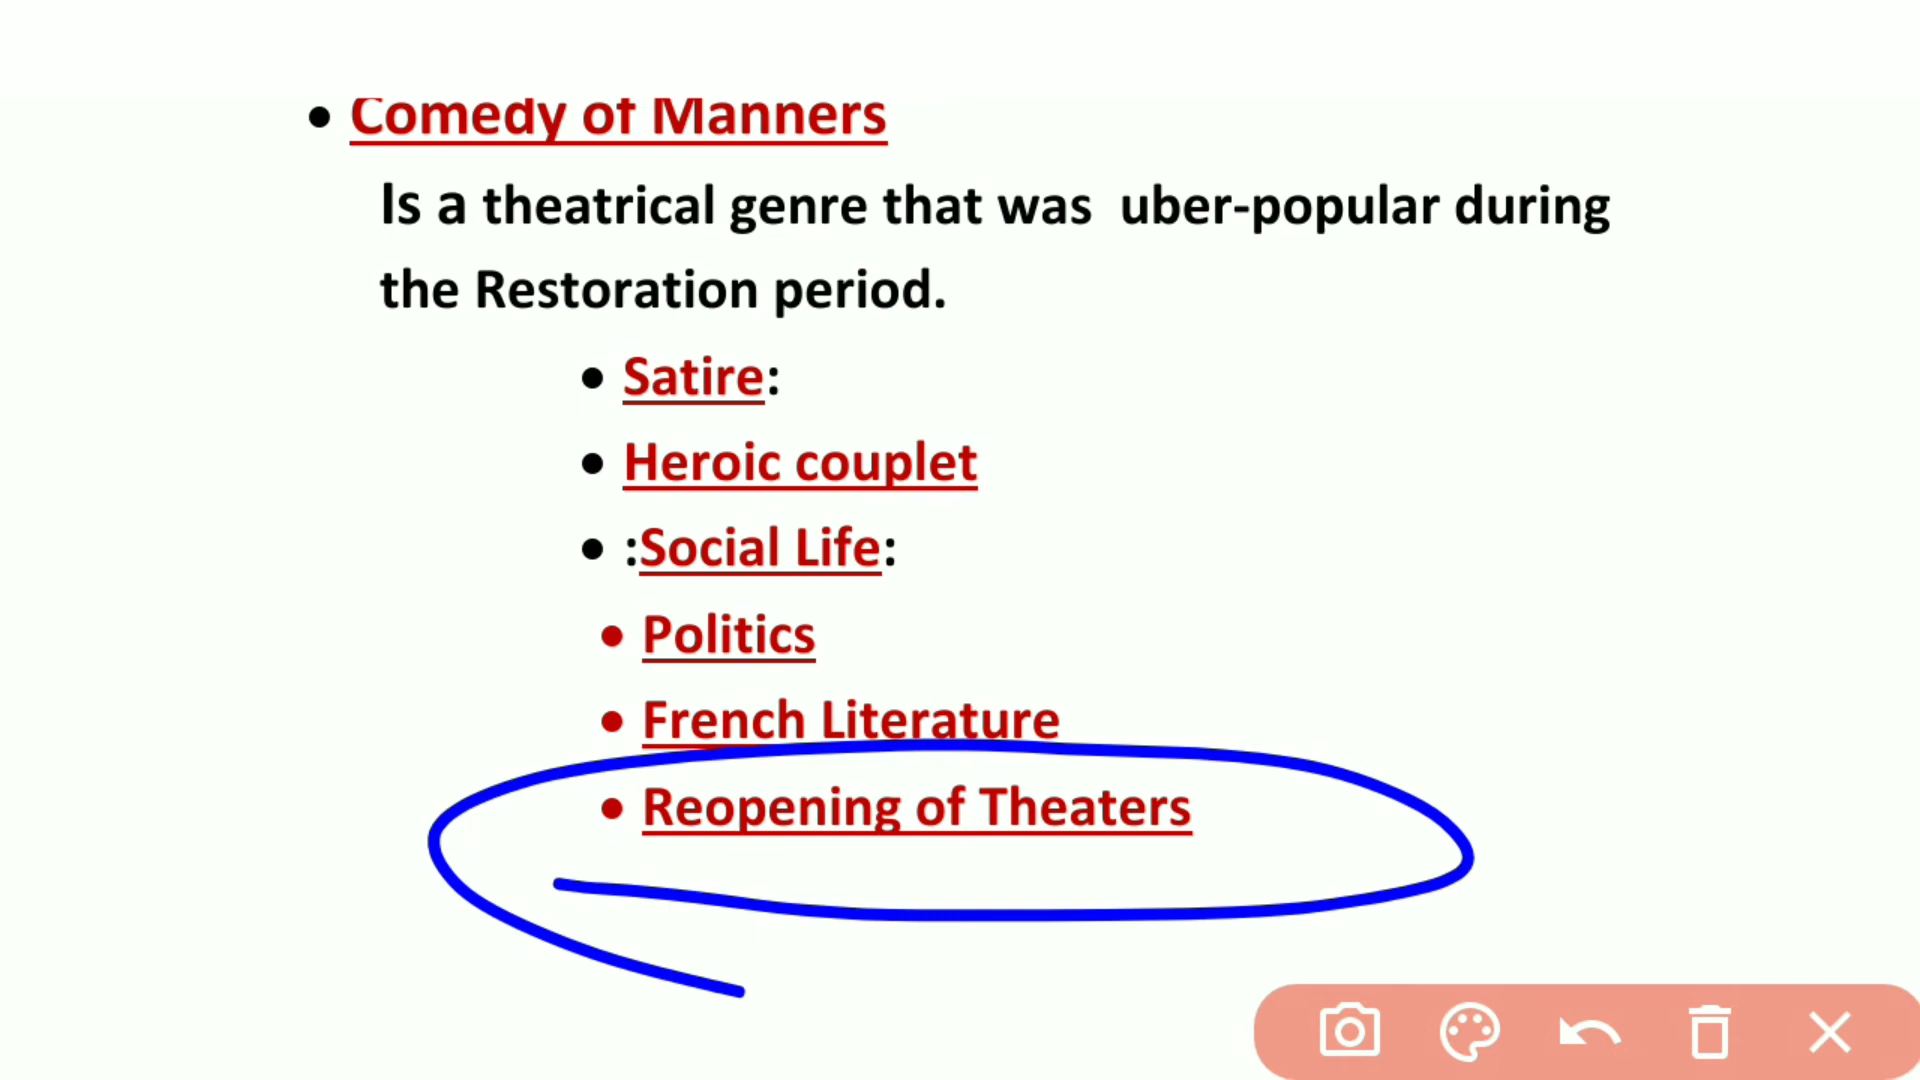 • Comedy of Manners
Is a theatrical genre that was uber-popular during
the Restoration period.
• Satire:
• Heroic couplet
• :Social Life:
• Politics
• French Literature
• Reopening of Theaters